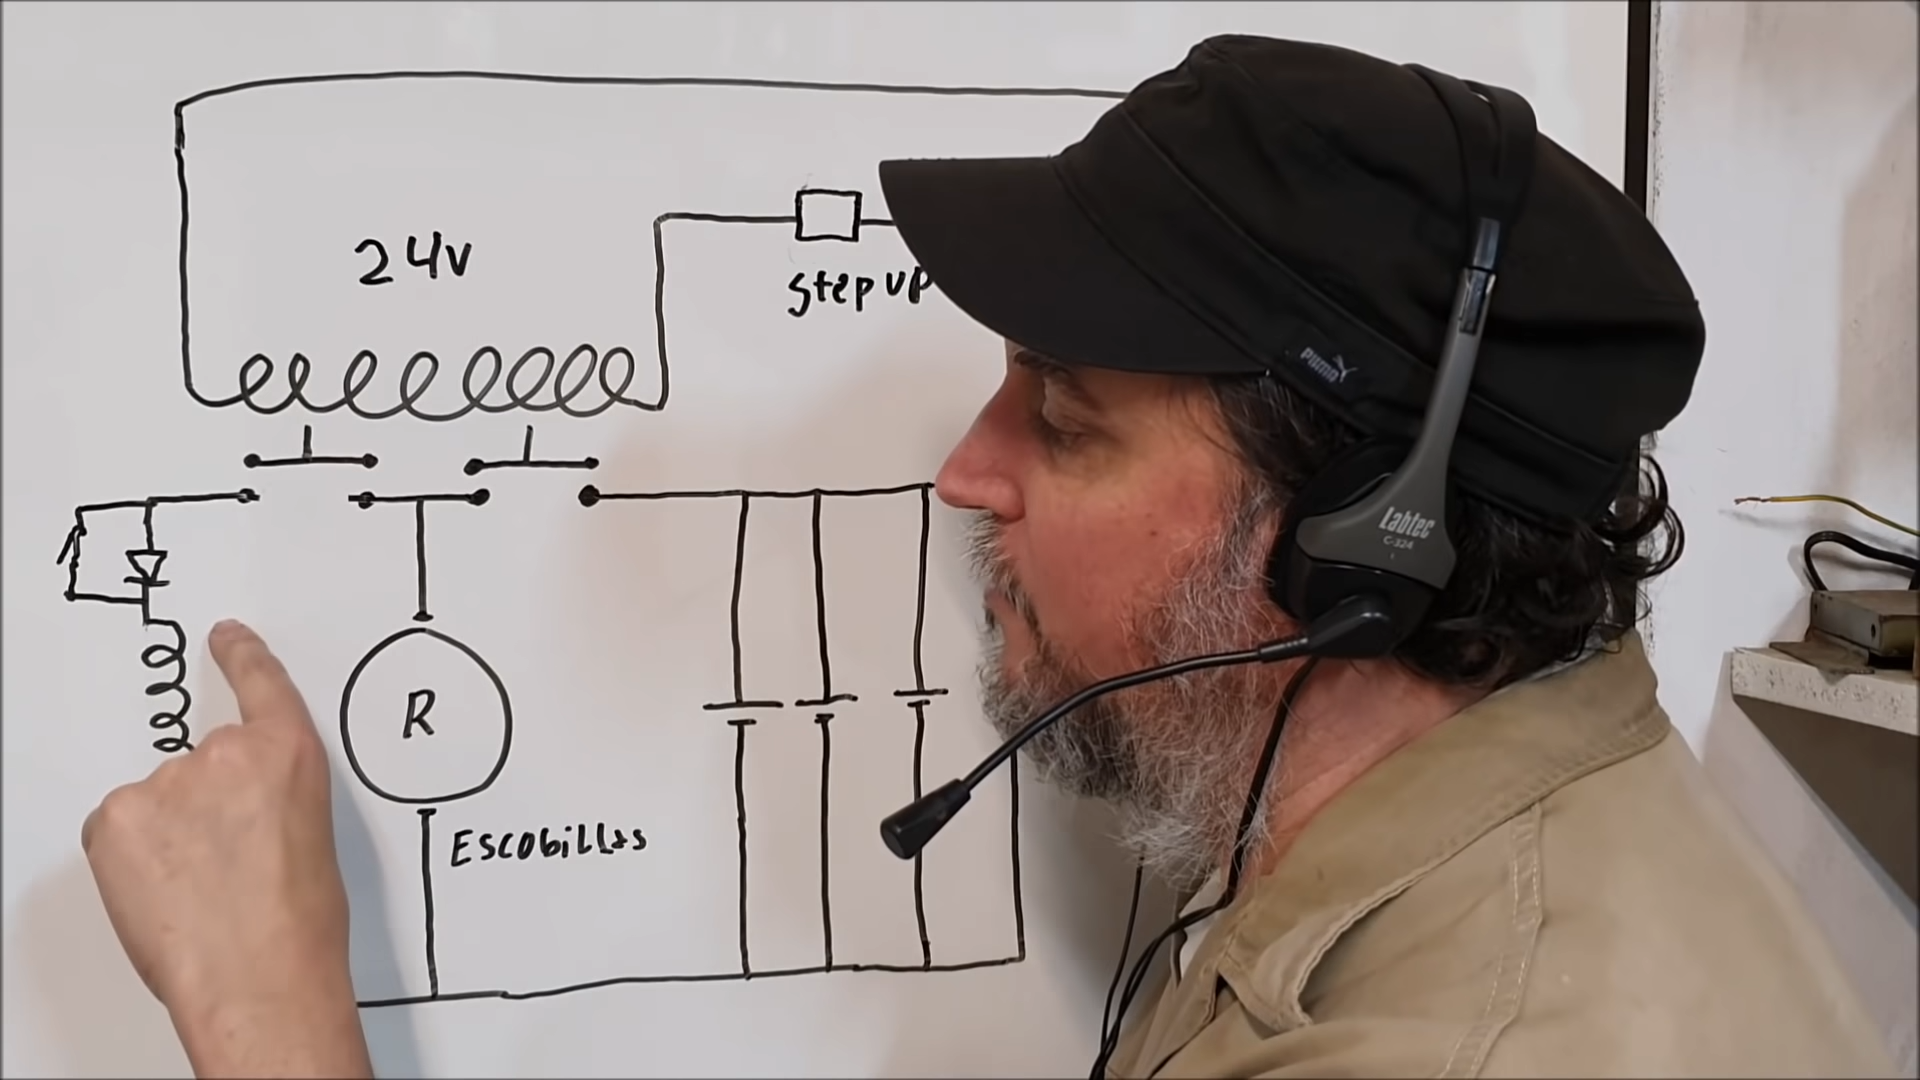 24v
step up
R
Escobillas
PUMA
Labtec
C-324